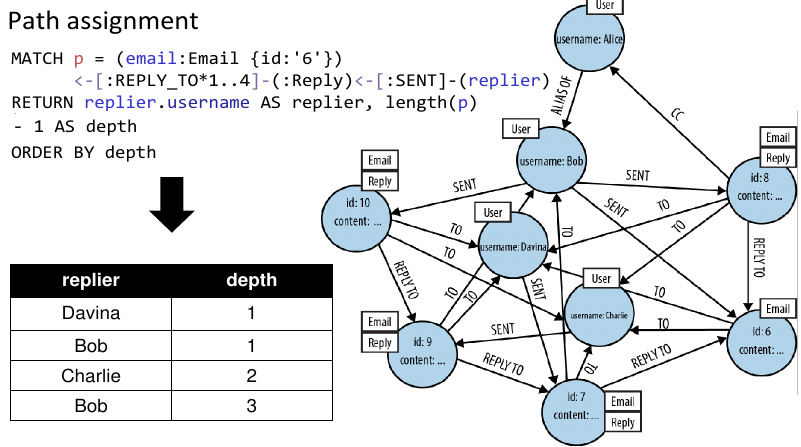 Path assignment
MATCH p = (email:Email {id:'6'})
<-[:REPLY_TO*1..4]-(:Reply)<-[:SENT]-(replier)
RETURN replier.username AS replier, length(p)
- 1 AS depth
ORDER BY depth
replier depth
Davina 1
Bob 1
Charlie 2
Bob 3
User
username: Alice
ALIAS OF
CC
User
username: Bob
Email
Reply
id: 8
content: ...
SENT
SENT
SENT
TO
TO
Email
Reply
id: 10
content: ...
TO
TO
User
username: Davina
TO
REPLY TO
REPLY TO
TO
TO
SENT
User
username: Charlie
TO
TO
Email
id: 6
content: ...
Email
Reply
id: 9
content: ...
SENT
REPLY TO
TO
REPLY TO
id: 7
content: ...
Email
Reply